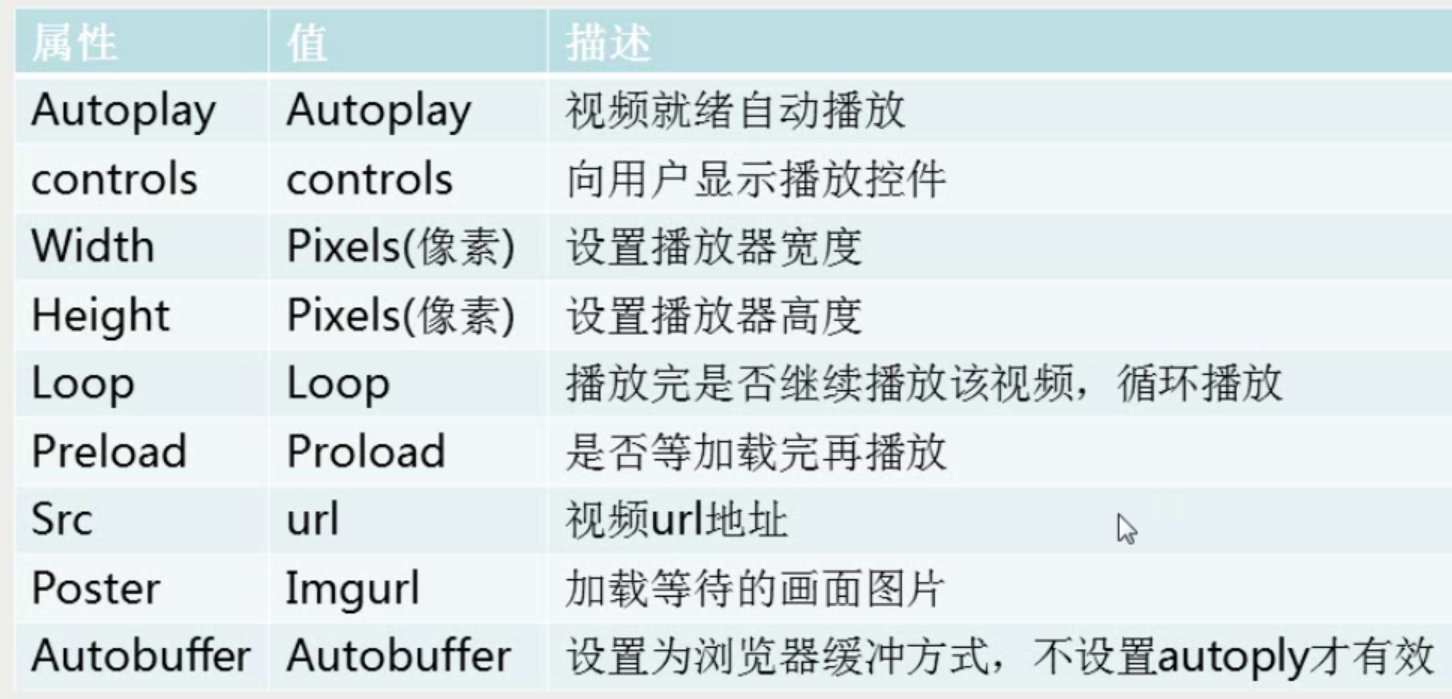 属性 值 描述
Autoplay Autoplay 视频就绪自动播放
controls controls 向用户显示播放控件
Width Pixels(像素) 设置播放器宽度
Height Pixels(像素) 设置播放器高度
Loop Loop 播放完是否继续播放该视频，循环播放
Preload Proload 是否等加载完再播放
Src url 视频url地址
Poster Imgurl 加载等待的画面图片
Autobuffer Autobuffer 设置为浏览器缓冲方式，不设置autoply才有效